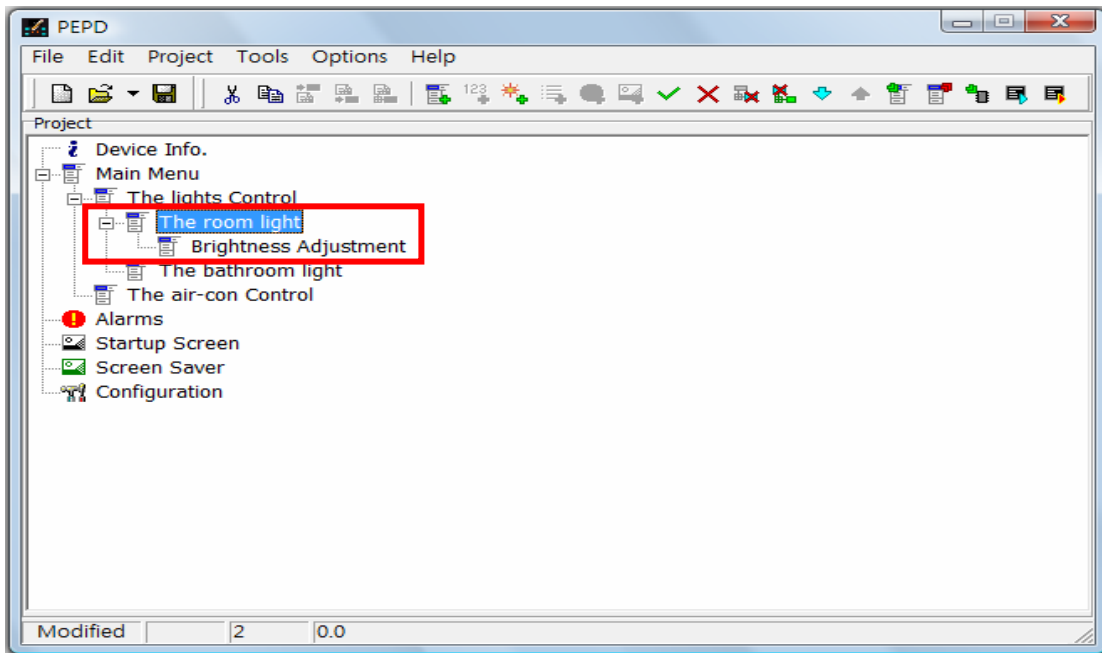 PEPD
File Edit Project Tools Options Help
123
Project
Device Info.
Main Menu
The lights Control
The room light
Brightness Adjustment
The bathroom light
The air-con Control
Alarms
Startup Screen
Screen Saver
Configuration
Modified 2 0.0